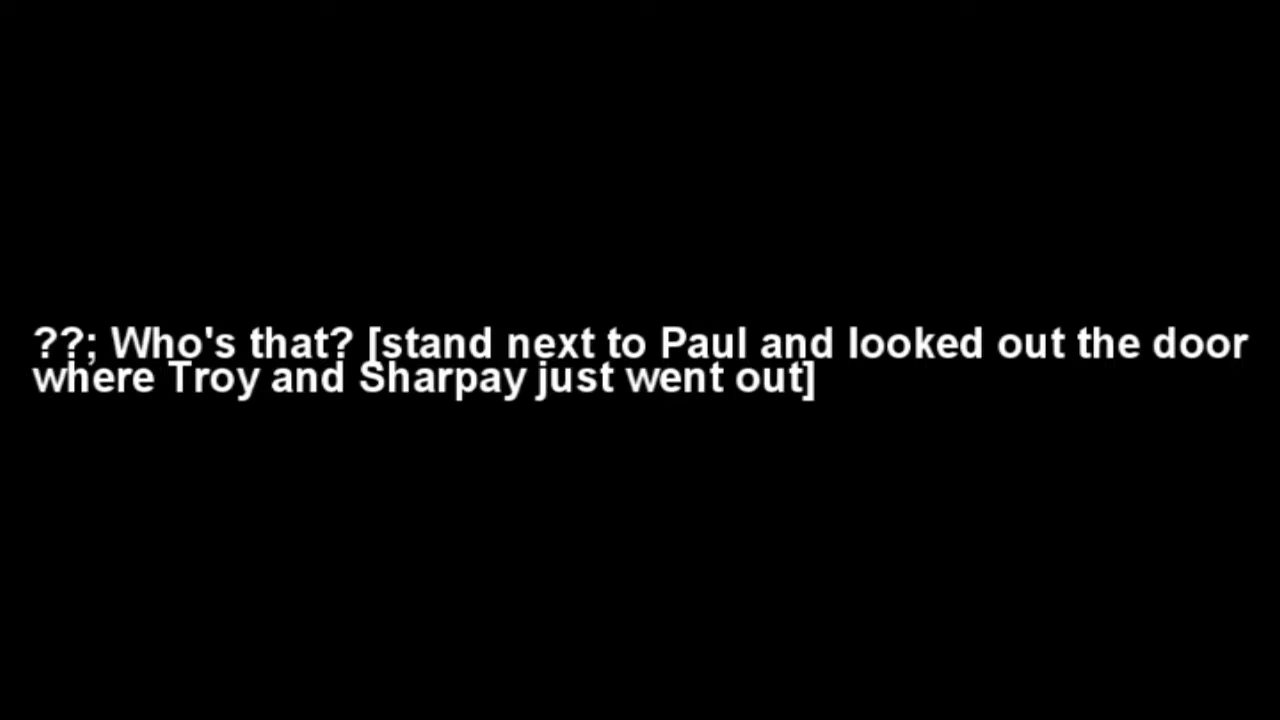 ??; Who's that? [stand next to Paul and looked out the door
where Troy and Sharpay just went out]